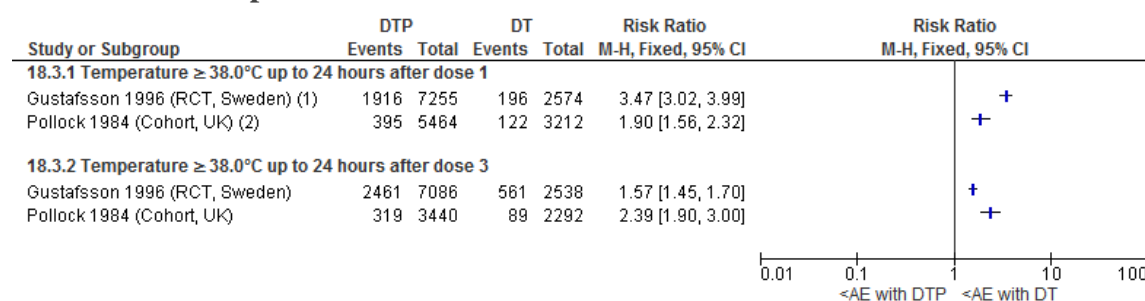 DTP DT Risk Ratio Risk Ratio
Study or Subgroup Events Total Events Total M-H, Fixed, 95% CI M-H, Fixed, 95% CI
18.3.1 Temperature ≥ 38.0°C up to 24 hours after dose 1
Gustafsson 1996 (RCT, Sweden) (1) 1916 7255 196 2574 3.47 [3.02, 3.99]
Pollock 1984 (Cohort, UK) (2) 395 5464 122 3212 1.90 [1.56, 2.32]
18.3.2 Temperature ≥ 38.0°C up to 24 hours after dose 3
Gustafsson 1996 (RCT, Sweden) 2461 7086 561 2538 1.57 [1.45, 1.70]
Pollock 1984 (Cohort, UK) 319 3440 89 2292 2.39 [1.90, 3.00]
0.01 0.1 1 10 100
<AE with DTP <AE with DT